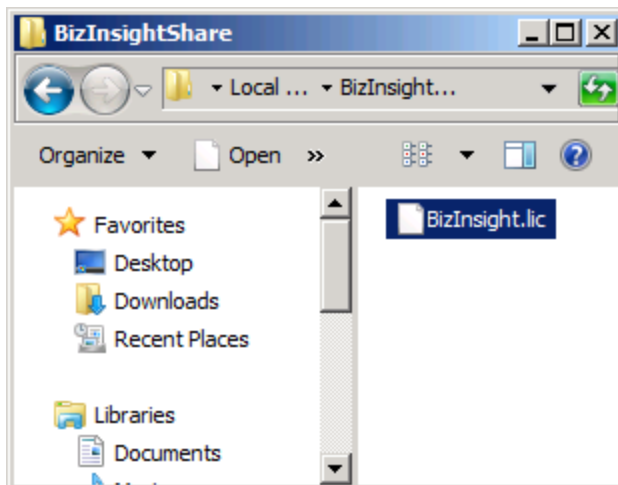 BizInsightShare
Local ... BizInsight...
Organize Open »
Favorites
BizInsight.lic
Desktop
Downloads
Recent Places
Libraries
Documents